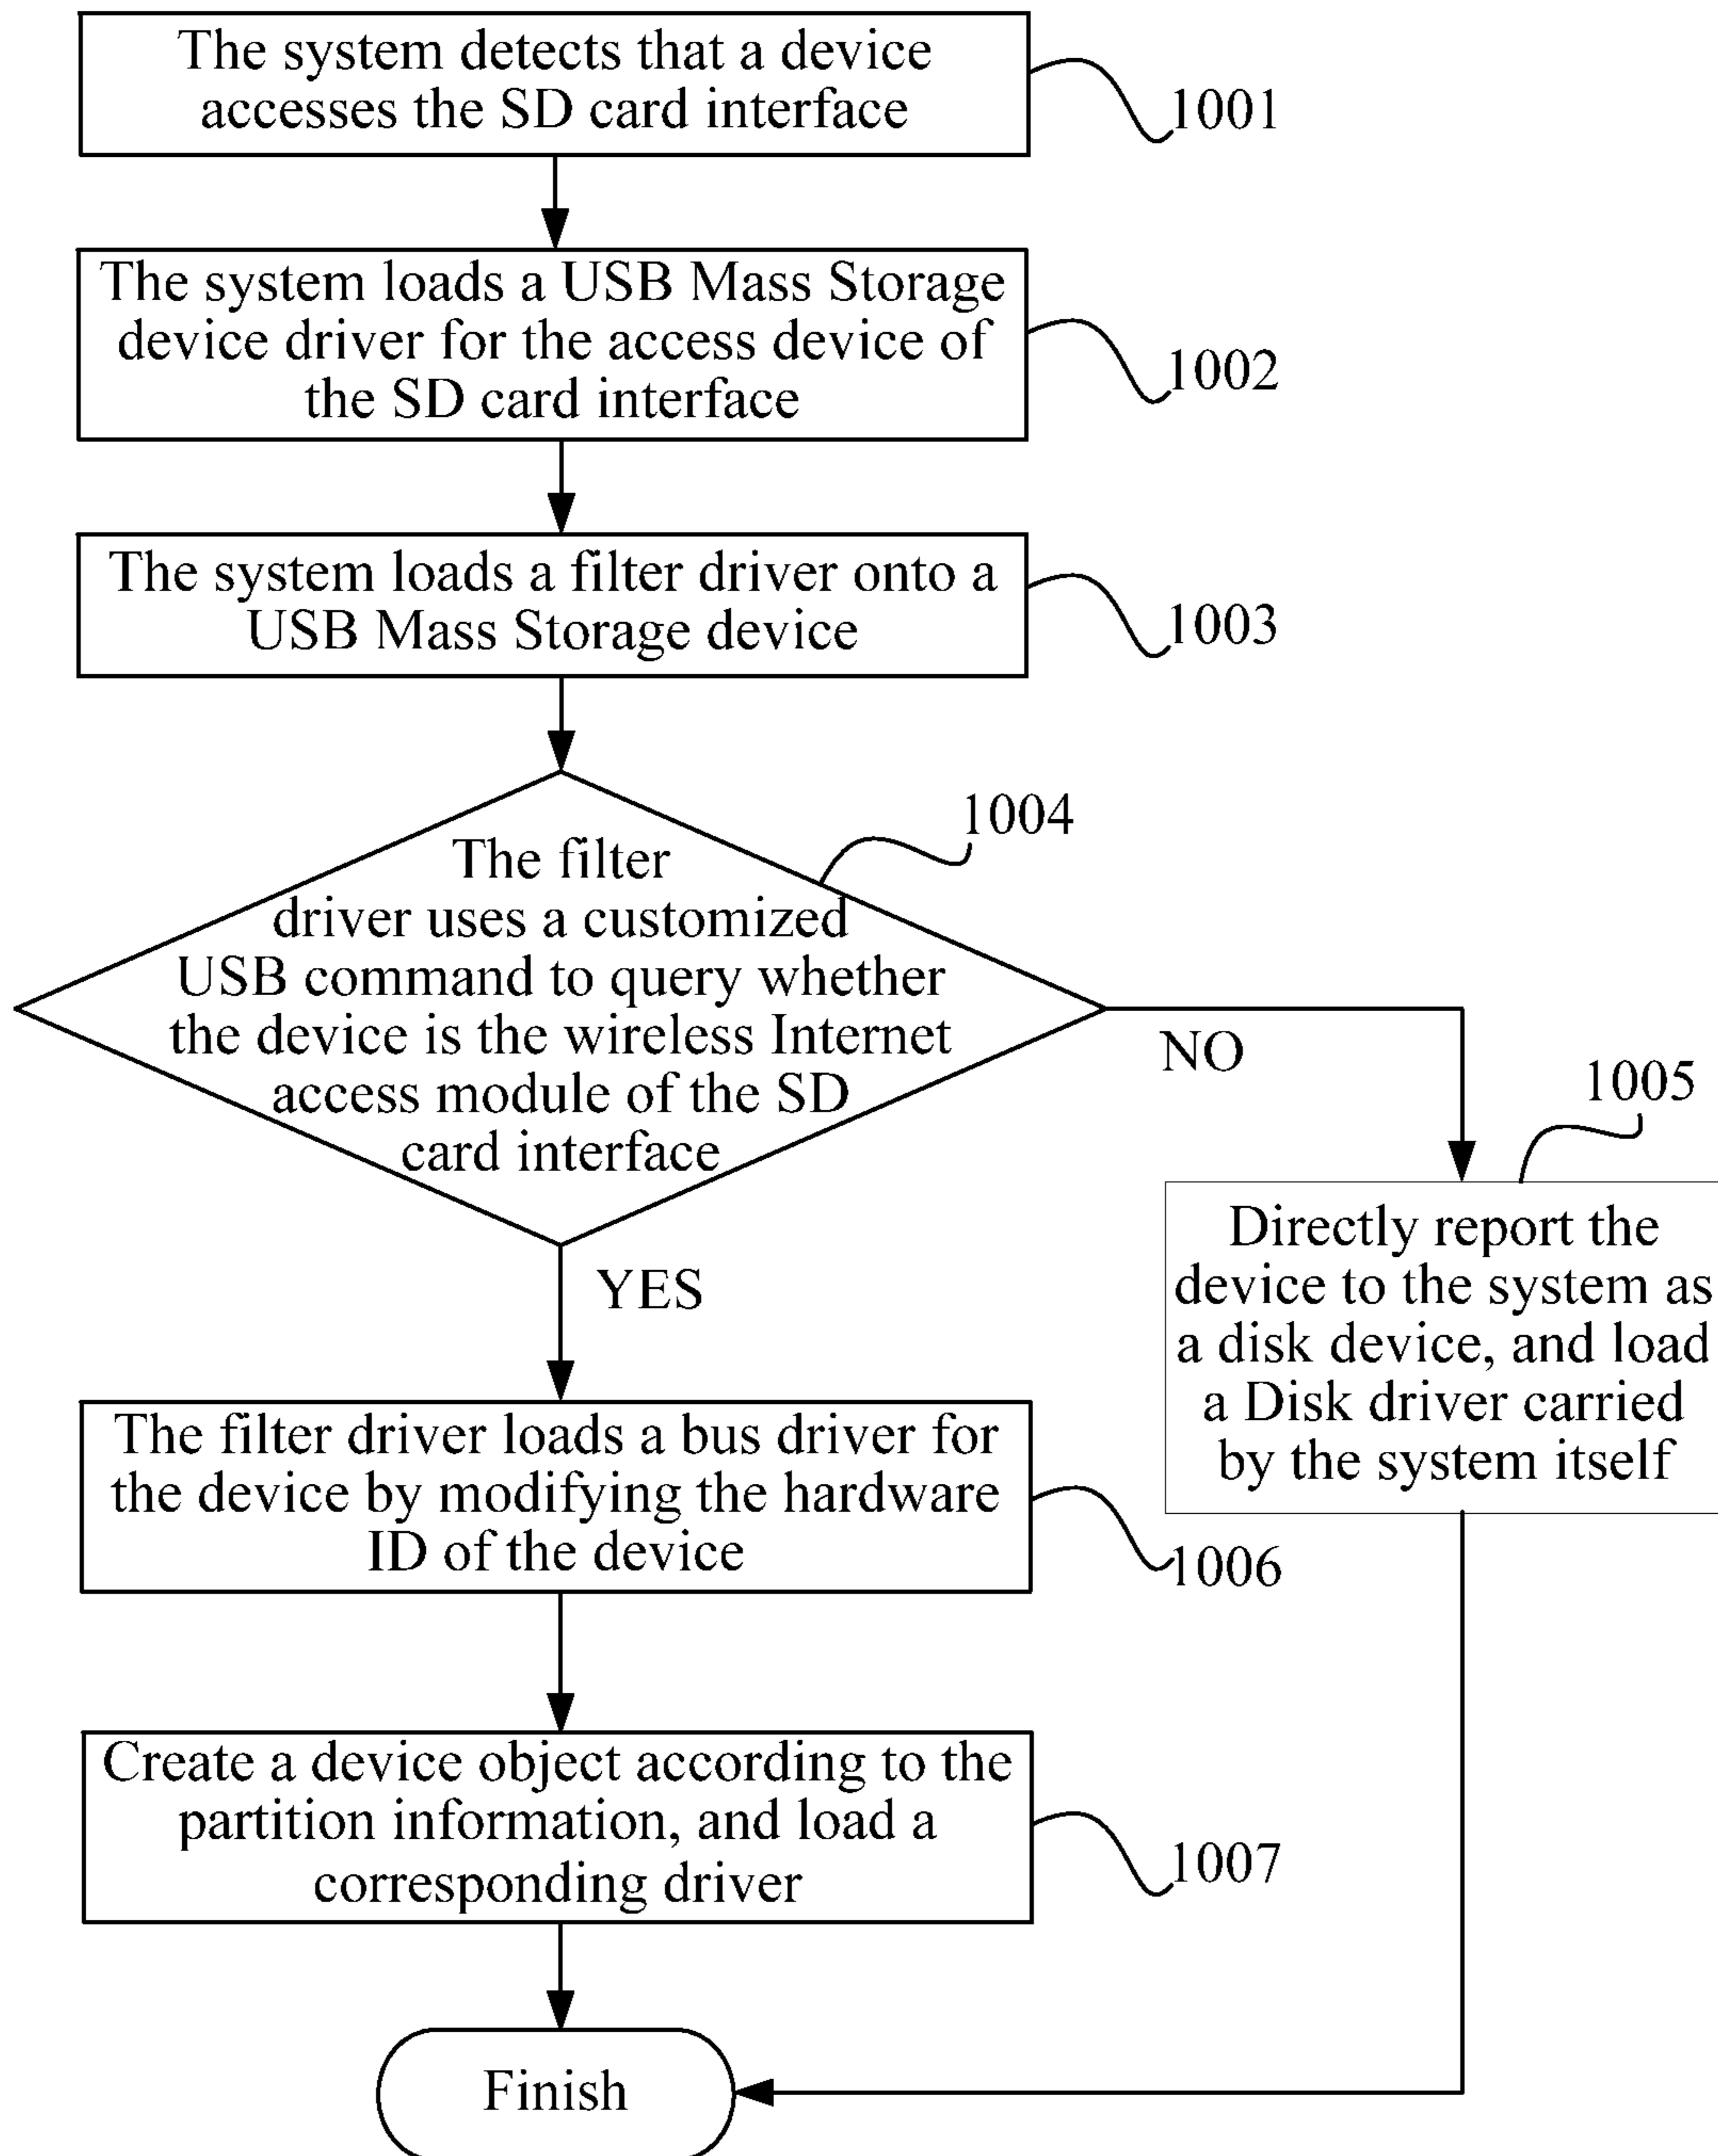 The system detects that a device
accesses the SD card interface
1001
The system loads a USB Mass Storage
device driver for the access device of
the SD card interface
1002
The system loads a filter driver onto a
USB Mass Storage device
1003
1004
The filter
driver uses a customized
USB command to query whether
the device is the wireless Internet
access module of the SD
card interface
NO
YES
1005
Directly report the
device to the system as
a disk device, and load
a Disk driver carried
by the system itself
The filter driver loads a bus driver for
the device by modifying the hardware
ID of the device
1006
Create a device object according to the
partition information, and load a
corresponding driver
1007
Finish